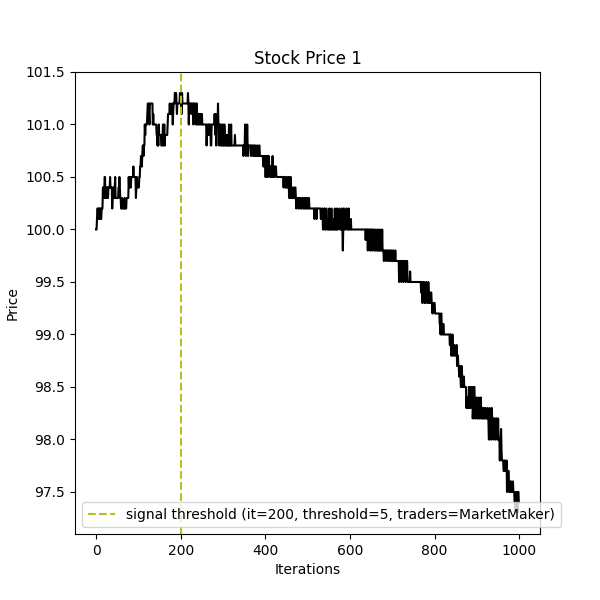 Stock Price 1
101.5
101.0
100.5
100.0
99.5
99.0
98.5
98.0
97.5
Price
signal threshold (it=200, threshold=5, traders=MarketMaker)
0 200 400 600 800 1000
Iterations